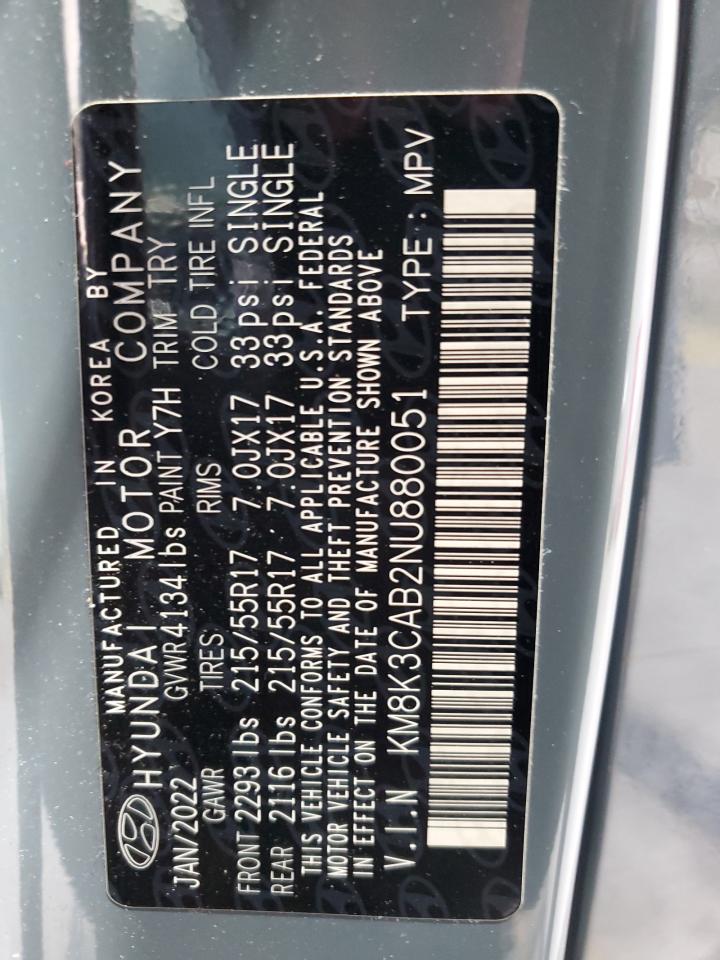 MANUFACTURED IN KOREA BY
HYUNDAI MOTOR COMPANY
JAN/2022 GVWR 4134 lbs PAINT Y7H TRIM TRY
GAWR TIRES RIMS COLD TIRE INFL
FRONT 2293 lbs 215/55R17 7.0JX17 33psi SINGLE
REAR 2116 lbs 215/55R17 7.0JX17 33psi SINGLE
THIS VEHICLE CONFORMS TO ALL APPLICABLE U.S.A. FEDERAL
MOTOR VEHICLE SAFETY AND THEFT PREVENTION STANDARDS
IN EFFECT ON THE DATE OF MANUFACTURE SHOWN ABOVE
V.I.N KM8K3CAB2NU880051 TYPE : MPV